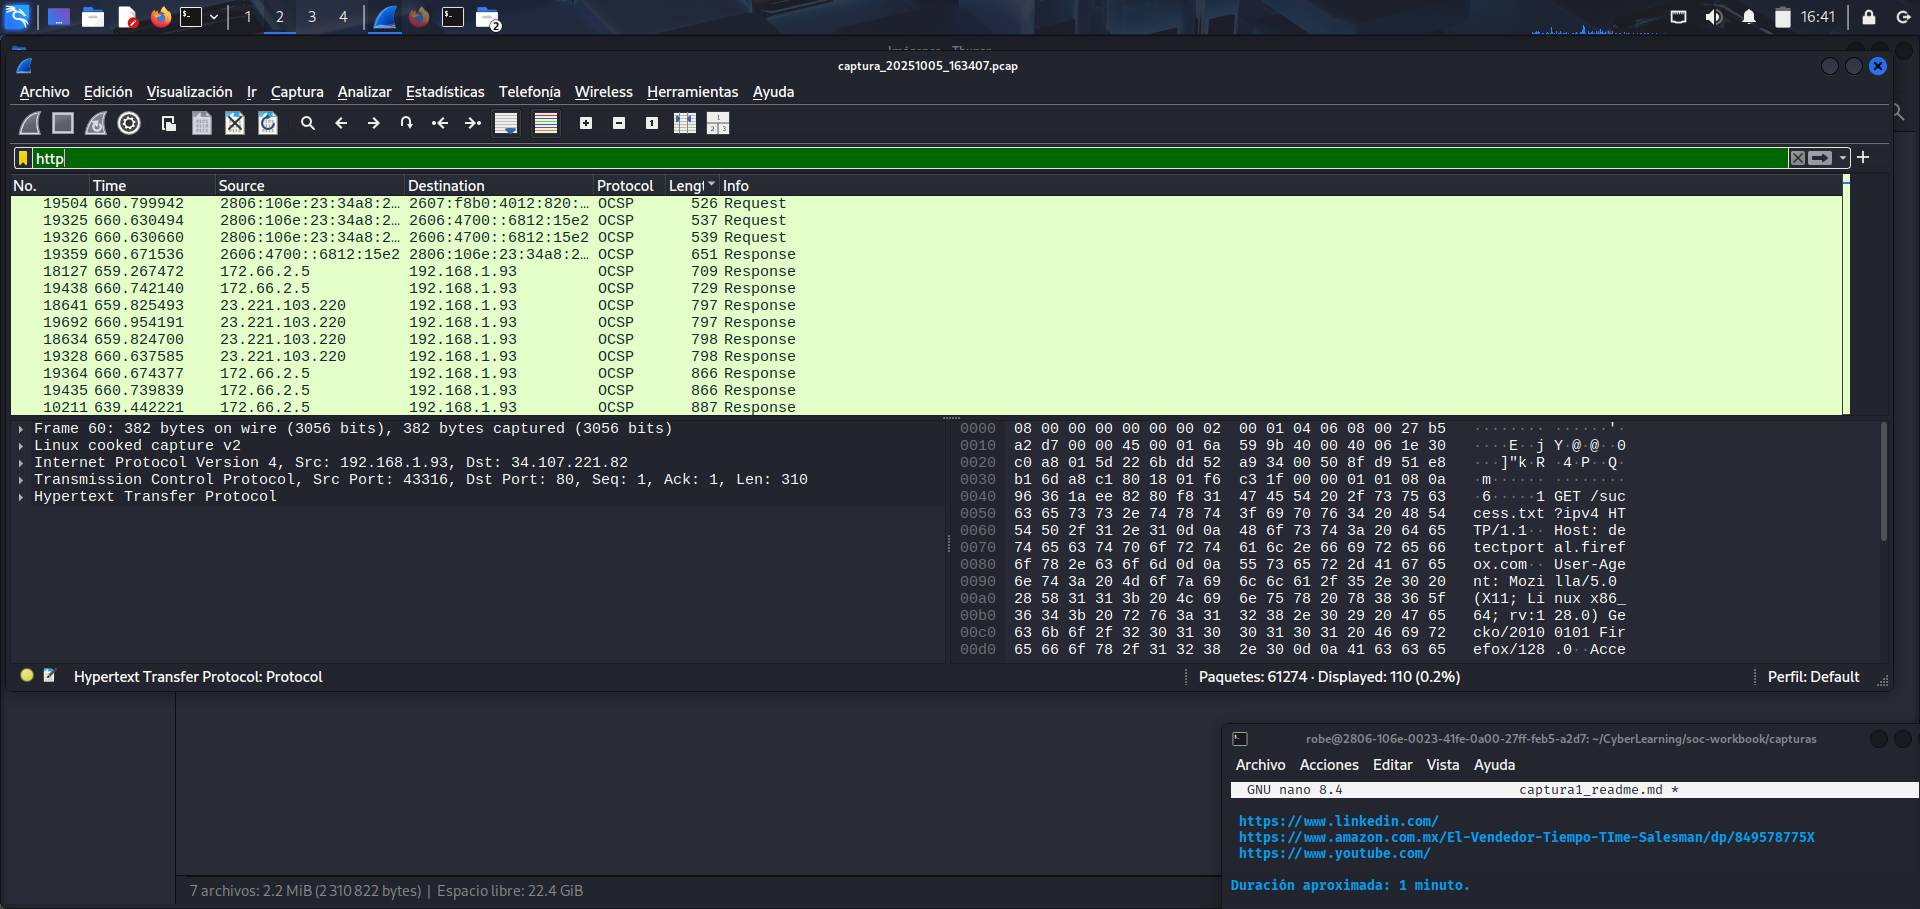 1 2 3 4 2 16:41
captura_20251005_163407.pcap
Archivo Edición Visualización Ir Captura Analizar Estadísticas Telefonía Wireless Herramientas Ayuda
http
No. Time Source Destination Protocol Lengt Info
19504 660.799942 2806:106e:23:34a8:2… 2607:f8b0:4012:820:… OCSP 526 Request
19325 660.630494 2806:106e:23:34a8:2… 2606:4700::6812:15e2 OCSP 537 Request
19326 660.630660 2806:106e:23:34a8:2… 2606:4700::6812:15e2 OCSP 539 Request
19359 660.671536 2606:4700::6812:15e2 2806:106e:23:34a8:2… OCSP 651 Response
18127 659.267472 172.66.2.5 192.168.1.93 OCSP 709 Response
19438 660.742140 172.66.2.5 192.168.1.93 OCSP 729 Response
18641 659.825493 23.221.103.220 192.168.1.93 OCSP 797 Response
19692 660.954191 23.221.103.220 192.168.1.93 OCSP 797 Response
18634 659.824700 23.221.103.220 192.168.1.93 OCSP 798 Response
19328 660.637585 23.221.103.220 192.168.1.93 OCSP 798 Response
19364 660.674377 172.66.2.5 192.168.1.93 OCSP 866 Response
19435 660.739839 172.66.2.5 192.168.1.93 OCSP 866 Response
10211 639.442221 172.66.2.5 192.168.1.93 OCSP 887 Response
Frame 60: 382 bytes on wire (3056 bits), 382 bytes captured (3056 bits)
Linux cooked capture v2
Internet Protocol Version 4, Src: 192.168.1.93, Dst: 34.107.221.82
Transmission Control Protocol, Src Port: 43316, Dst Port: 80, Seq: 1, Ack: 1, Len: 310
Hypertext Transfer Protocol
0000 08 00 00 00 00 00 00 02 00 01 04 06 08 00 27 b5 ········ ······'·
0010 a2 d7 00 00 45 00 01 6a 59 9b 40 00 40 06 1e 30 ····E··j Y·@·@··0
0020 c0 a8 01 5d 22 6b dd 52 a9 34 00 50 8f d9 51 e8 ···]"k·R ·4·P··Q·
0030 b1 6d a8 c1 80 18 01 f6 c3 1f 00 00 01 01 08 0a ·m······ ········
0040 96 36 1a ee 82 80 f8 31 47 45 54 20 2f 73 75 63 ·6·····1 GET /suc
0050 63 65 73 73 2e 74 78 74 3f 69 70 76 34 20 48 54 cess.txt ?ipv4 HT
0060 54 50 2f 31 2e 31 0d 0a 48 6f 73 74 3a 20 64 65 TP/1.1·· Host: de
0070 74 65 63 74 70 6f 72 74 61 6c 2e 66 69 72 65 66 tectport al.firef
0080 6f 78 2e 63 6f 6d 0d 0a 55 73 65 72 2d 41 67 65 ox.com·· User-Age
0090 6e 74 3a 20 4d 6f 7a 69 6c 6c 61 2f 35 2e 30 20 nt: Mozi lla/5.0
00a0 28 58 31 31 3b 20 4c 69 6e 75 78 20 78 38 36 5f (X11; Li nux x86_
00b0 36 34 3b 20 72 76 3a 31 32 38 2e 30 29 20 47 65 64; rv:1 28.0) Ge
00c0 63 6b 6f 2f 32 30 31 30 30 31 30 31 20 46 69 72 cko/2010 0101 Fir
00d0 65 66 6f 78 2f 31 32 38 2e 30 0d 0a 41 63 63 65 efox/128 .0··Acce
Hypertext Transfer Protocol: Protocol
Paquetes: 61274 · Displayed: 110 (0.2%)
Perfil: Default
robe@2806-106e-0023-41fe-0a00-27ff-feb5-a2d7: ~/CyberLearning/soc-workbook/capturas
Archivo Acciones Editar Vista Ayuda
GNU nano 8.4 captura1_readme.md *
https://www.linkedin.com/
https://www.amazon.com.mx/El-Vendedor-Tiempo-TIme-Salesman/dp/849578775X
https://www.youtube.com/
Duración aproximada: 1 minuto.
7 archivos: 2.2 MiB (2 310 822 bytes) | Espacio libre: 22.4 GiB